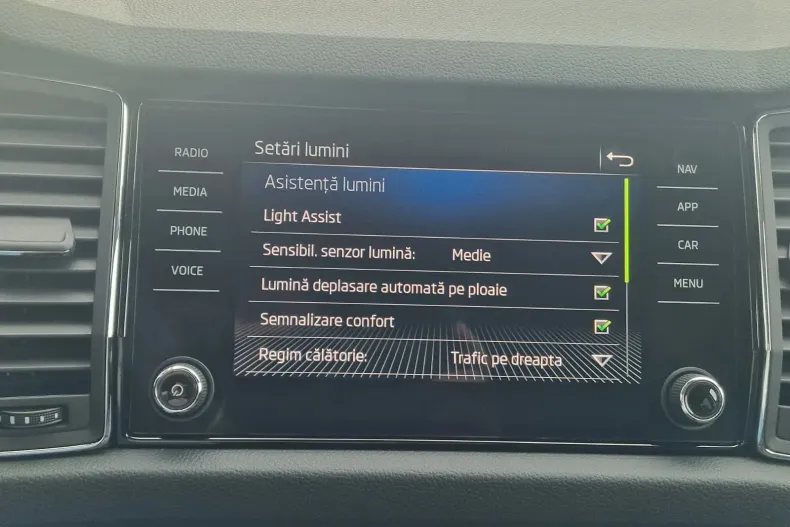 Setări lumini
Asistență lumini
Light Assist
Sensibil. senzor lumină: Medie
Lumină deplasare automată pe ploaie
Semnalizare confort
Regim călătorie: Trafic pe dreapta
RADIO
MEDIA
PHONE
VOICE
NAV
APP
CAR
MENU